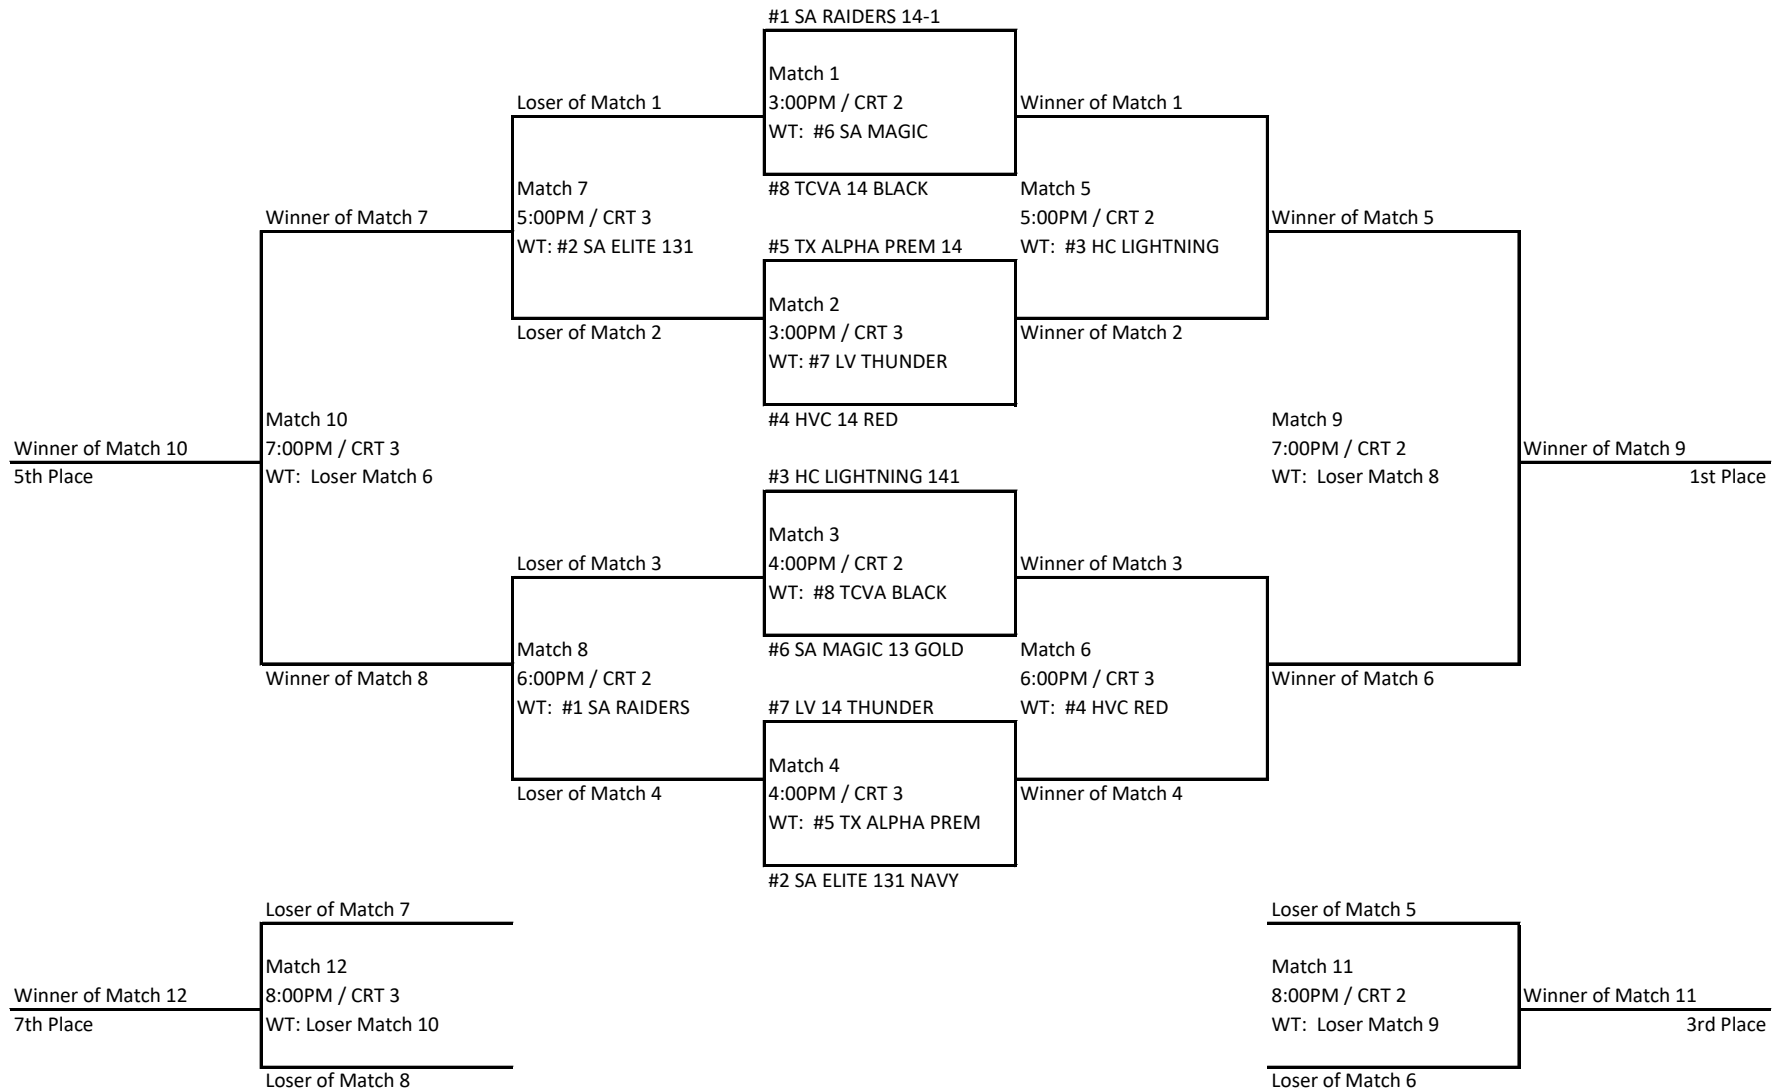 #1 SA RAIDERS 14-1
Match 1
Loser of Match 1
3:00PM / CRT 2
Winner of Match 1
WT:  #6 SA MAGIC
Match 7
#8 TCVA 14 BLACK
Match 5
Winner of Match 7
5:00PM / CRT 3
5:00PM / CRT 2
Winner of Match 5
WT: #2 SA ELITE 131
#5 TX ALPHA PREM 14
WT:  #3 HC LIGHTNING
Match 2
Loser of Match 2
3:00PM / CRT 3
Winner of Match 2
WT: #7 LV THUNDER
Match 10
#4 HVC 14 RED
Match 9
Winner of Match 10
7:00PM / CRT 3
7:00PM / CRT 2
Winner of Match 9
5th Place
WT:  Loser Match 6
#3 HC LIGHTNING 141
WT:  Loser Match 8
1st Place
Match 3
Loser of Match 3
4:00PM / CRT 2
Winner of Match 3
WT:  #8 TCVA BLACK
Match 8
#6 SA MAGIC 13 GOLD
Match 6
Winner of Match 8
6:00PM / CRT 2
6:00PM / CRT 3
Winner of Match 6
WT:  #1 SA RAIDERS
#7 LV 14 THUNDER
WT:  #4 HVC RED
Match 4
Loser of Match 4
4:00PM / CRT 3
Winner of Match 4
WT:  #5 TX ALPHA PREM
#2 SA ELITE 131 NAVY
Loser of Match 7
Loser of Match 5
Match 12
Match 11
Winner of Match 12
8:00PM / CRT 3
8:00PM / CRT 2
Winner of Match 11
7th Place
WT: Loser Match 10
WT:  Loser Match 9
3rd Place
Loser of Match 8
Loser of Match 6